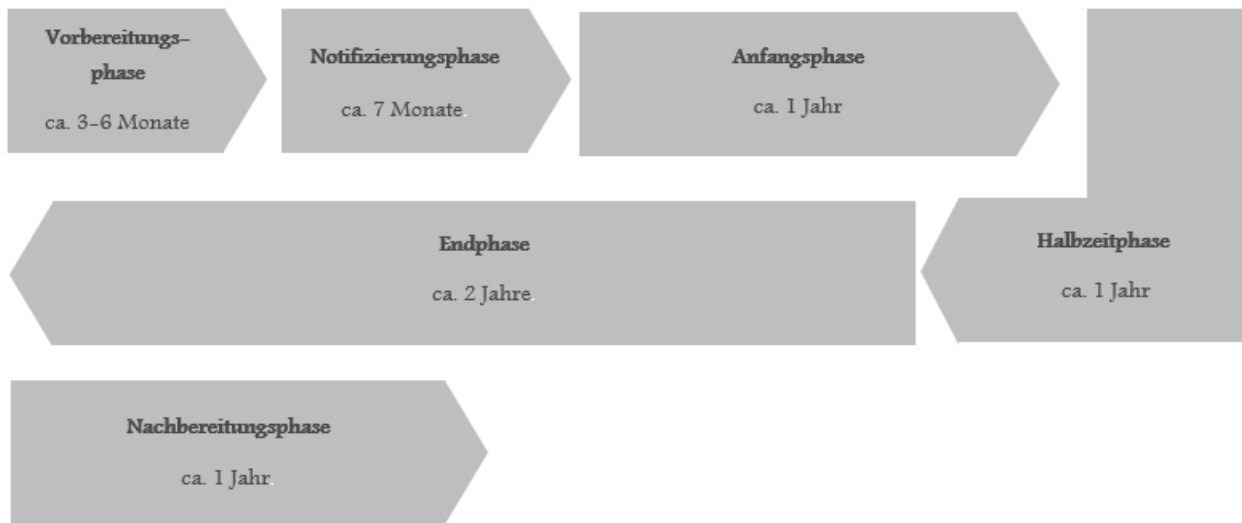 Vorbereitungs-
phase
ca. 3-6 Monate
Notifizierungsphase
ca. 7 Monate.
Anfangsphase
ca. 1 Jahr
Halbzeitphase
ca. 1 Jahr
Endphase
ca. 2 Jahre.
Nachbereitungsphase
ca. 1 Jahr.